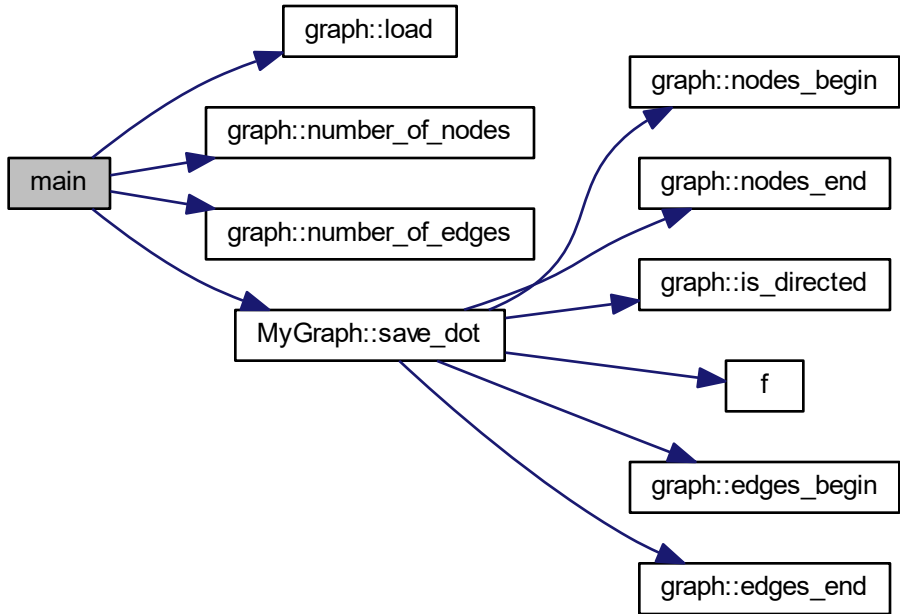 main
graph::load
graph::number_of_nodes
graph::number_of_edges
MyGraph::save_dot
graph::nodes_begin
graph::nodes_end
graph::is_directed
f
graph::edges_begin
graph::edges_end